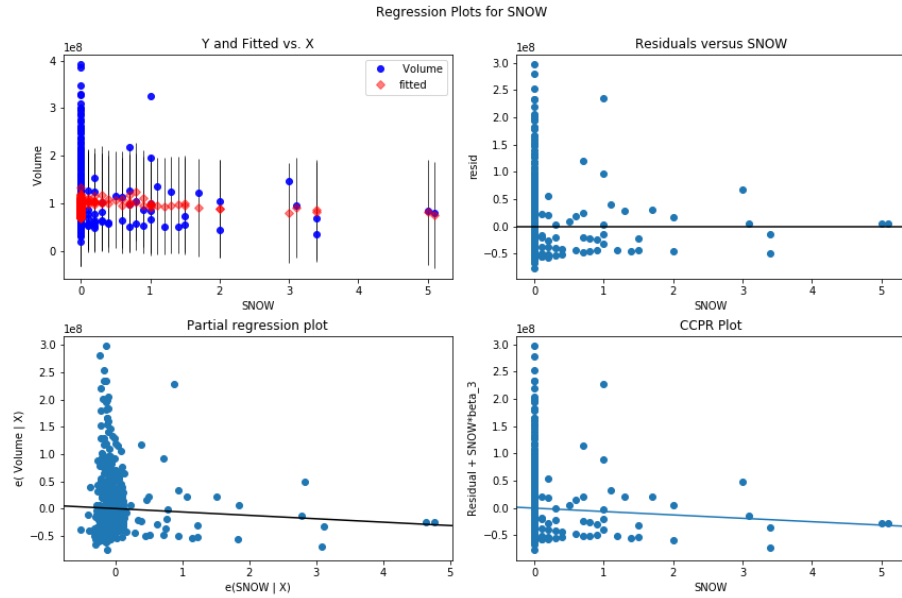 Regression Plots for SNOW
Y and Fitted vs. X
1e8
Volume
fitted
4
3
2
1
0
Volume
0
1
2
3
4
5
SNOW
Residuals versus SNOW
1e8
3.0
2.5
2.0
1.5
1.0
0.5
0.0
−0.5
resid
0
1
2
3
4
5
SNOW
Partial regression plot
1e8
3.0
2.5
2.0
1.5
1.0
0.5
0.0
−0.5
e( Volume | X)
0
1
2
3
4
5
e(SNOW | X)
CCPR Plot
1e8
3.0
2.5
2.0
1.5
1.0
0.5
0.0
−0.5
Residual + SNOW*beta_3
0
1
2
3
4
5
SNOW